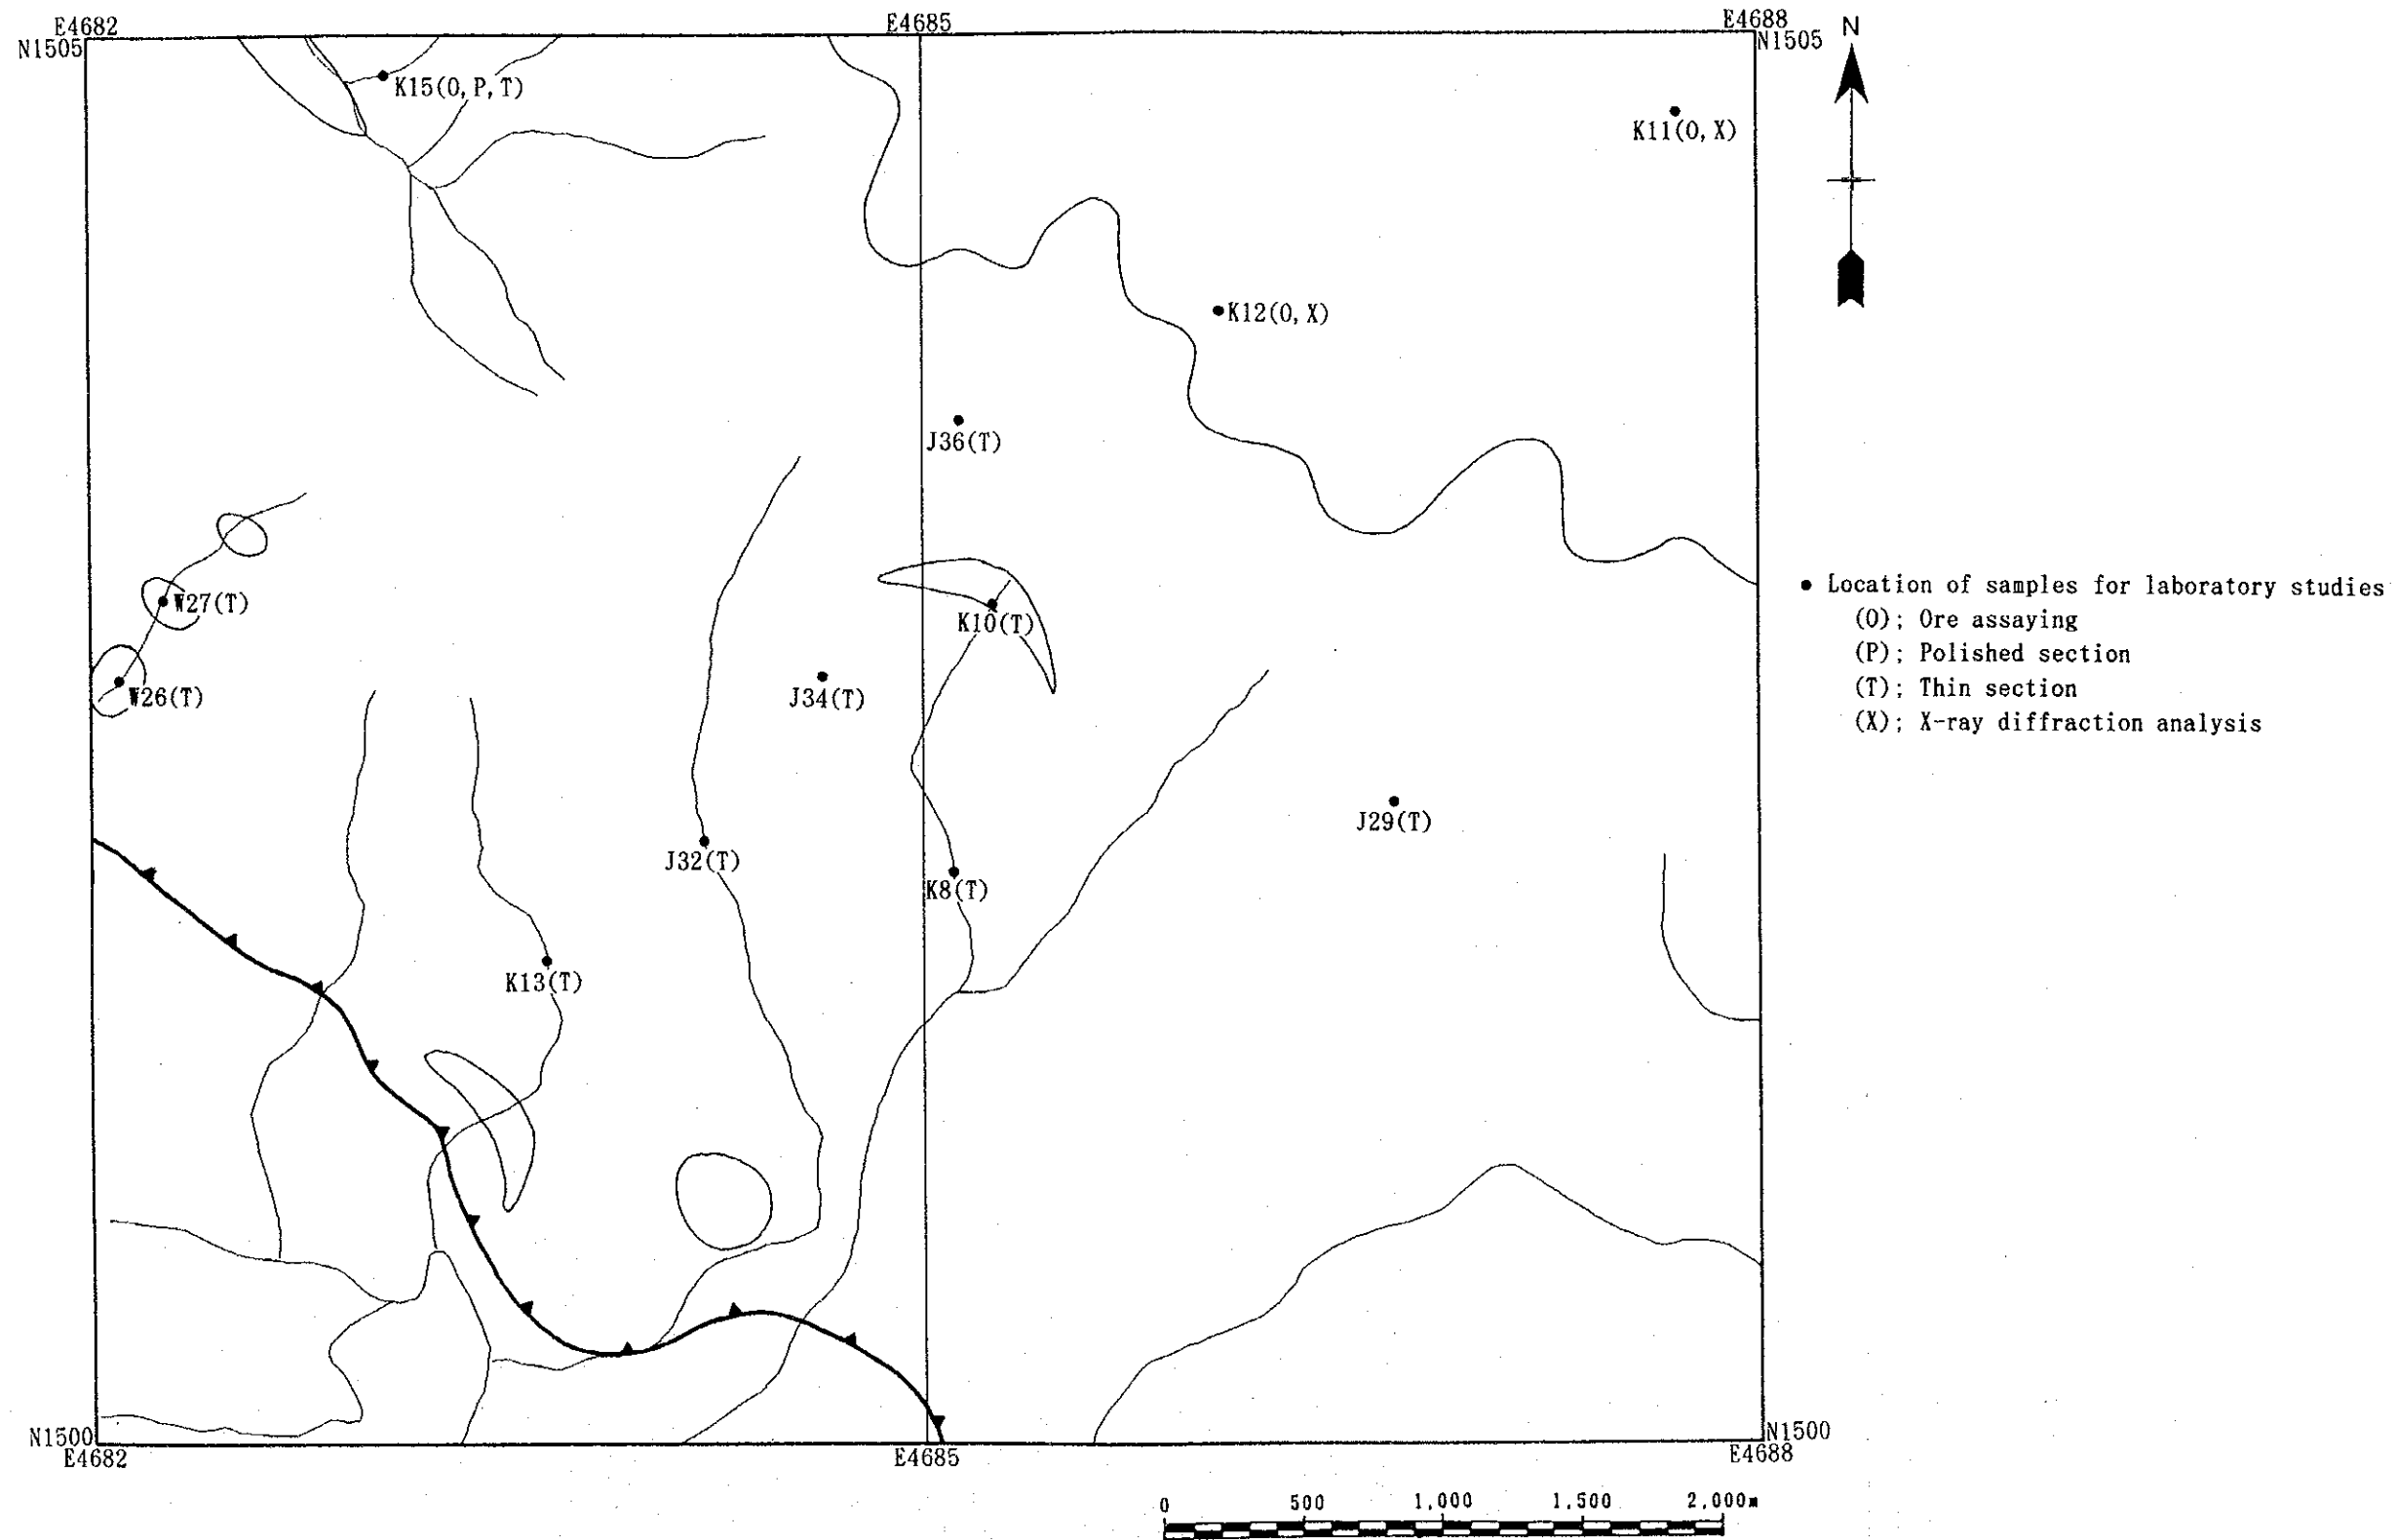 E4682
E4685
E4688
N1505
N1505
N
K15(O, P, T)
K11(O, X)
K12(O, X)
J36(T)
W27(T)
K10(T)
W26(T)
J34(T)
J29(T)
J32(T)
K8(T)
K13(T)
● Location of samples for laboratory studies
(O); Ore assaying
(P); Polished section
(T); Thin section
(X); X-ray diffraction analysis
N1500
N1500
E4682
E4685
E4688
0 500 1,000 1,500 2,000m